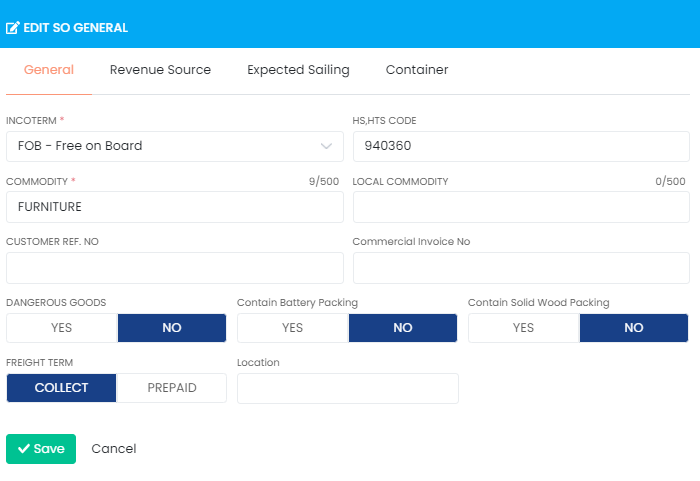 EDIT SO GENERAL
General Revenue Source Expected Sailing Container
INCOTERM * HS,HTS CODE
FOB - Free on Board 940360
COMMODITY * 9/500 LOCAL COMMODITY 0/500
FURNITURE
CUSTOMER REF. NO Commercial Invoice No
DANGEROUS GOODS Contain Battery Packing Contain Solid Wood Packing
YES NO YES NO YES NO
FREIGHT TERM Location
COLLECT PREPAID
Save Cancel